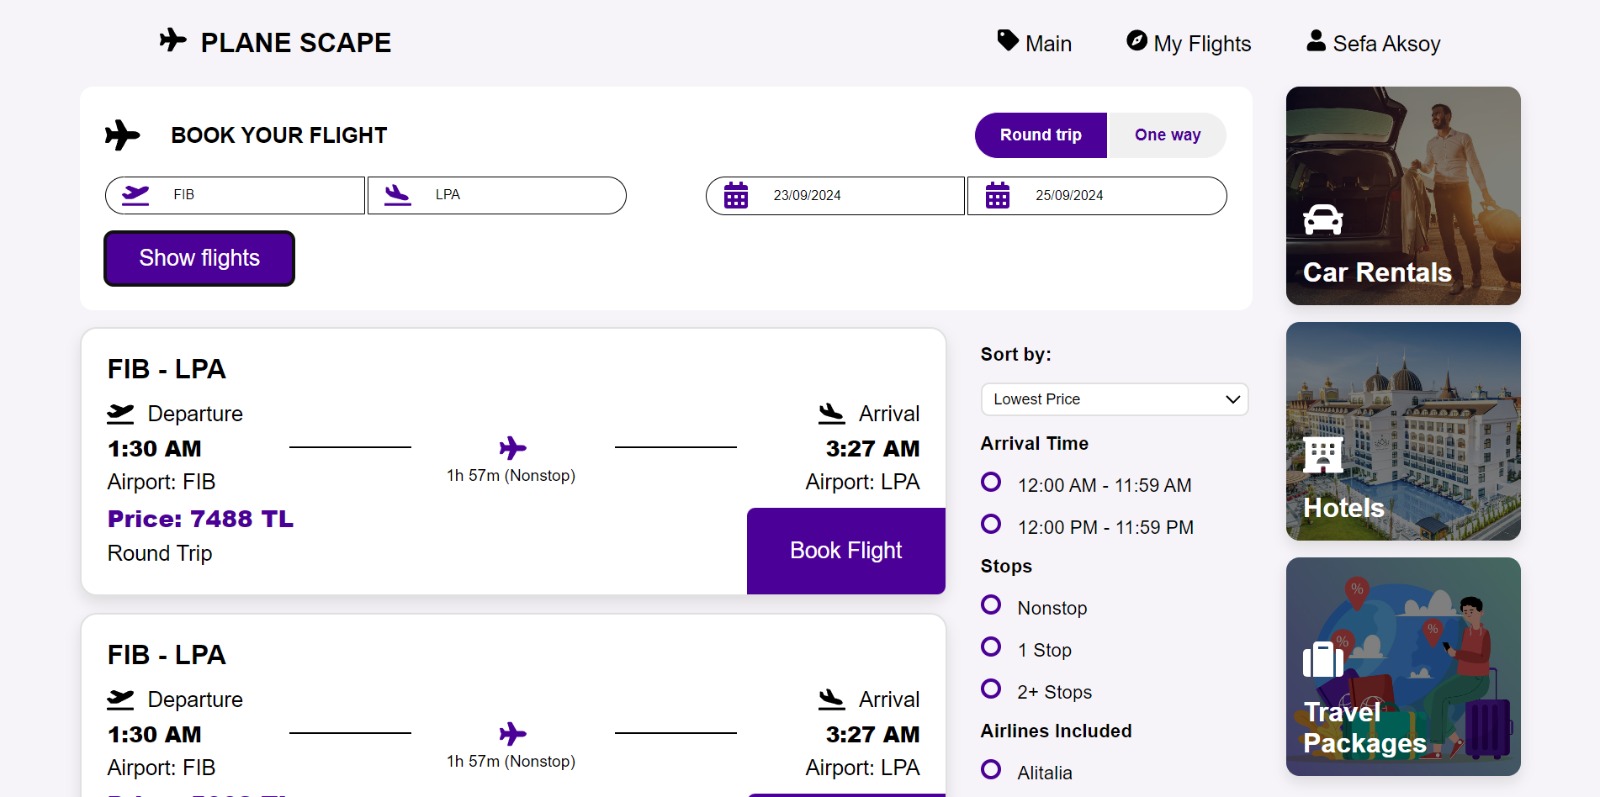 PLANE SCAPE
Main
My Flights
Sefa Aksoy
BOOK YOUR FLIGHT
Round trip
One way
FIB
LPA
23/09/2024
25/09/2024
Show flights
FIB - LPA
Departure
Arrival
1:30 AM
3:27 AM
1h 57m (Nonstop)
Airport: FIB
Airport: LPA
Price: 7488 TL
Round Trip
Book Flight
FIB - LPA
Departure
Arrival
1:30 AM
3:27 AM
1h 57m (Nonstop)
Airport: FIB
Airport: LPA
Sort by:
Lowest Price
Arrival Time
12:00 AM - 11:59 AM
12:00 PM - 11:59 PM
Stops
Nonstop
1 Stop
2+ Stops
Airlines Included
Alitalia
Car Rentals
Hotels
%
%
%
Travel
Packages